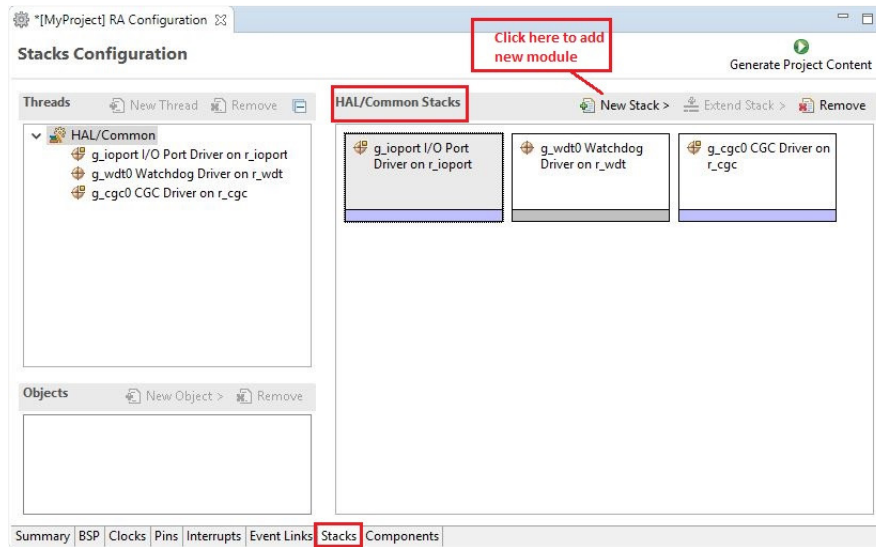 *[MyProject] RA Configuration
Stacks Configuration
Click here to add
new module
Generate Project Content
Threads
New Thread
Remove
HAL/Common Stacks
New Stack >
Extend Stack >
Remove
HAL/Common
g_ioport I/O Port Driver on r_ioport
g_wdt0 Watchdog Driver on r_wdt
g_cgc0 CGC Driver on r_cgc
g_ioport I/O Port
Driver on r_ioport
g_wdt0 Watchdog
Driver on r_wdt
g_cgc0 CGC Driver on
r_cgc
Objects
New Object >
Remove
Summary BSP Clocks Pins Interrupts Event Links Stacks Components